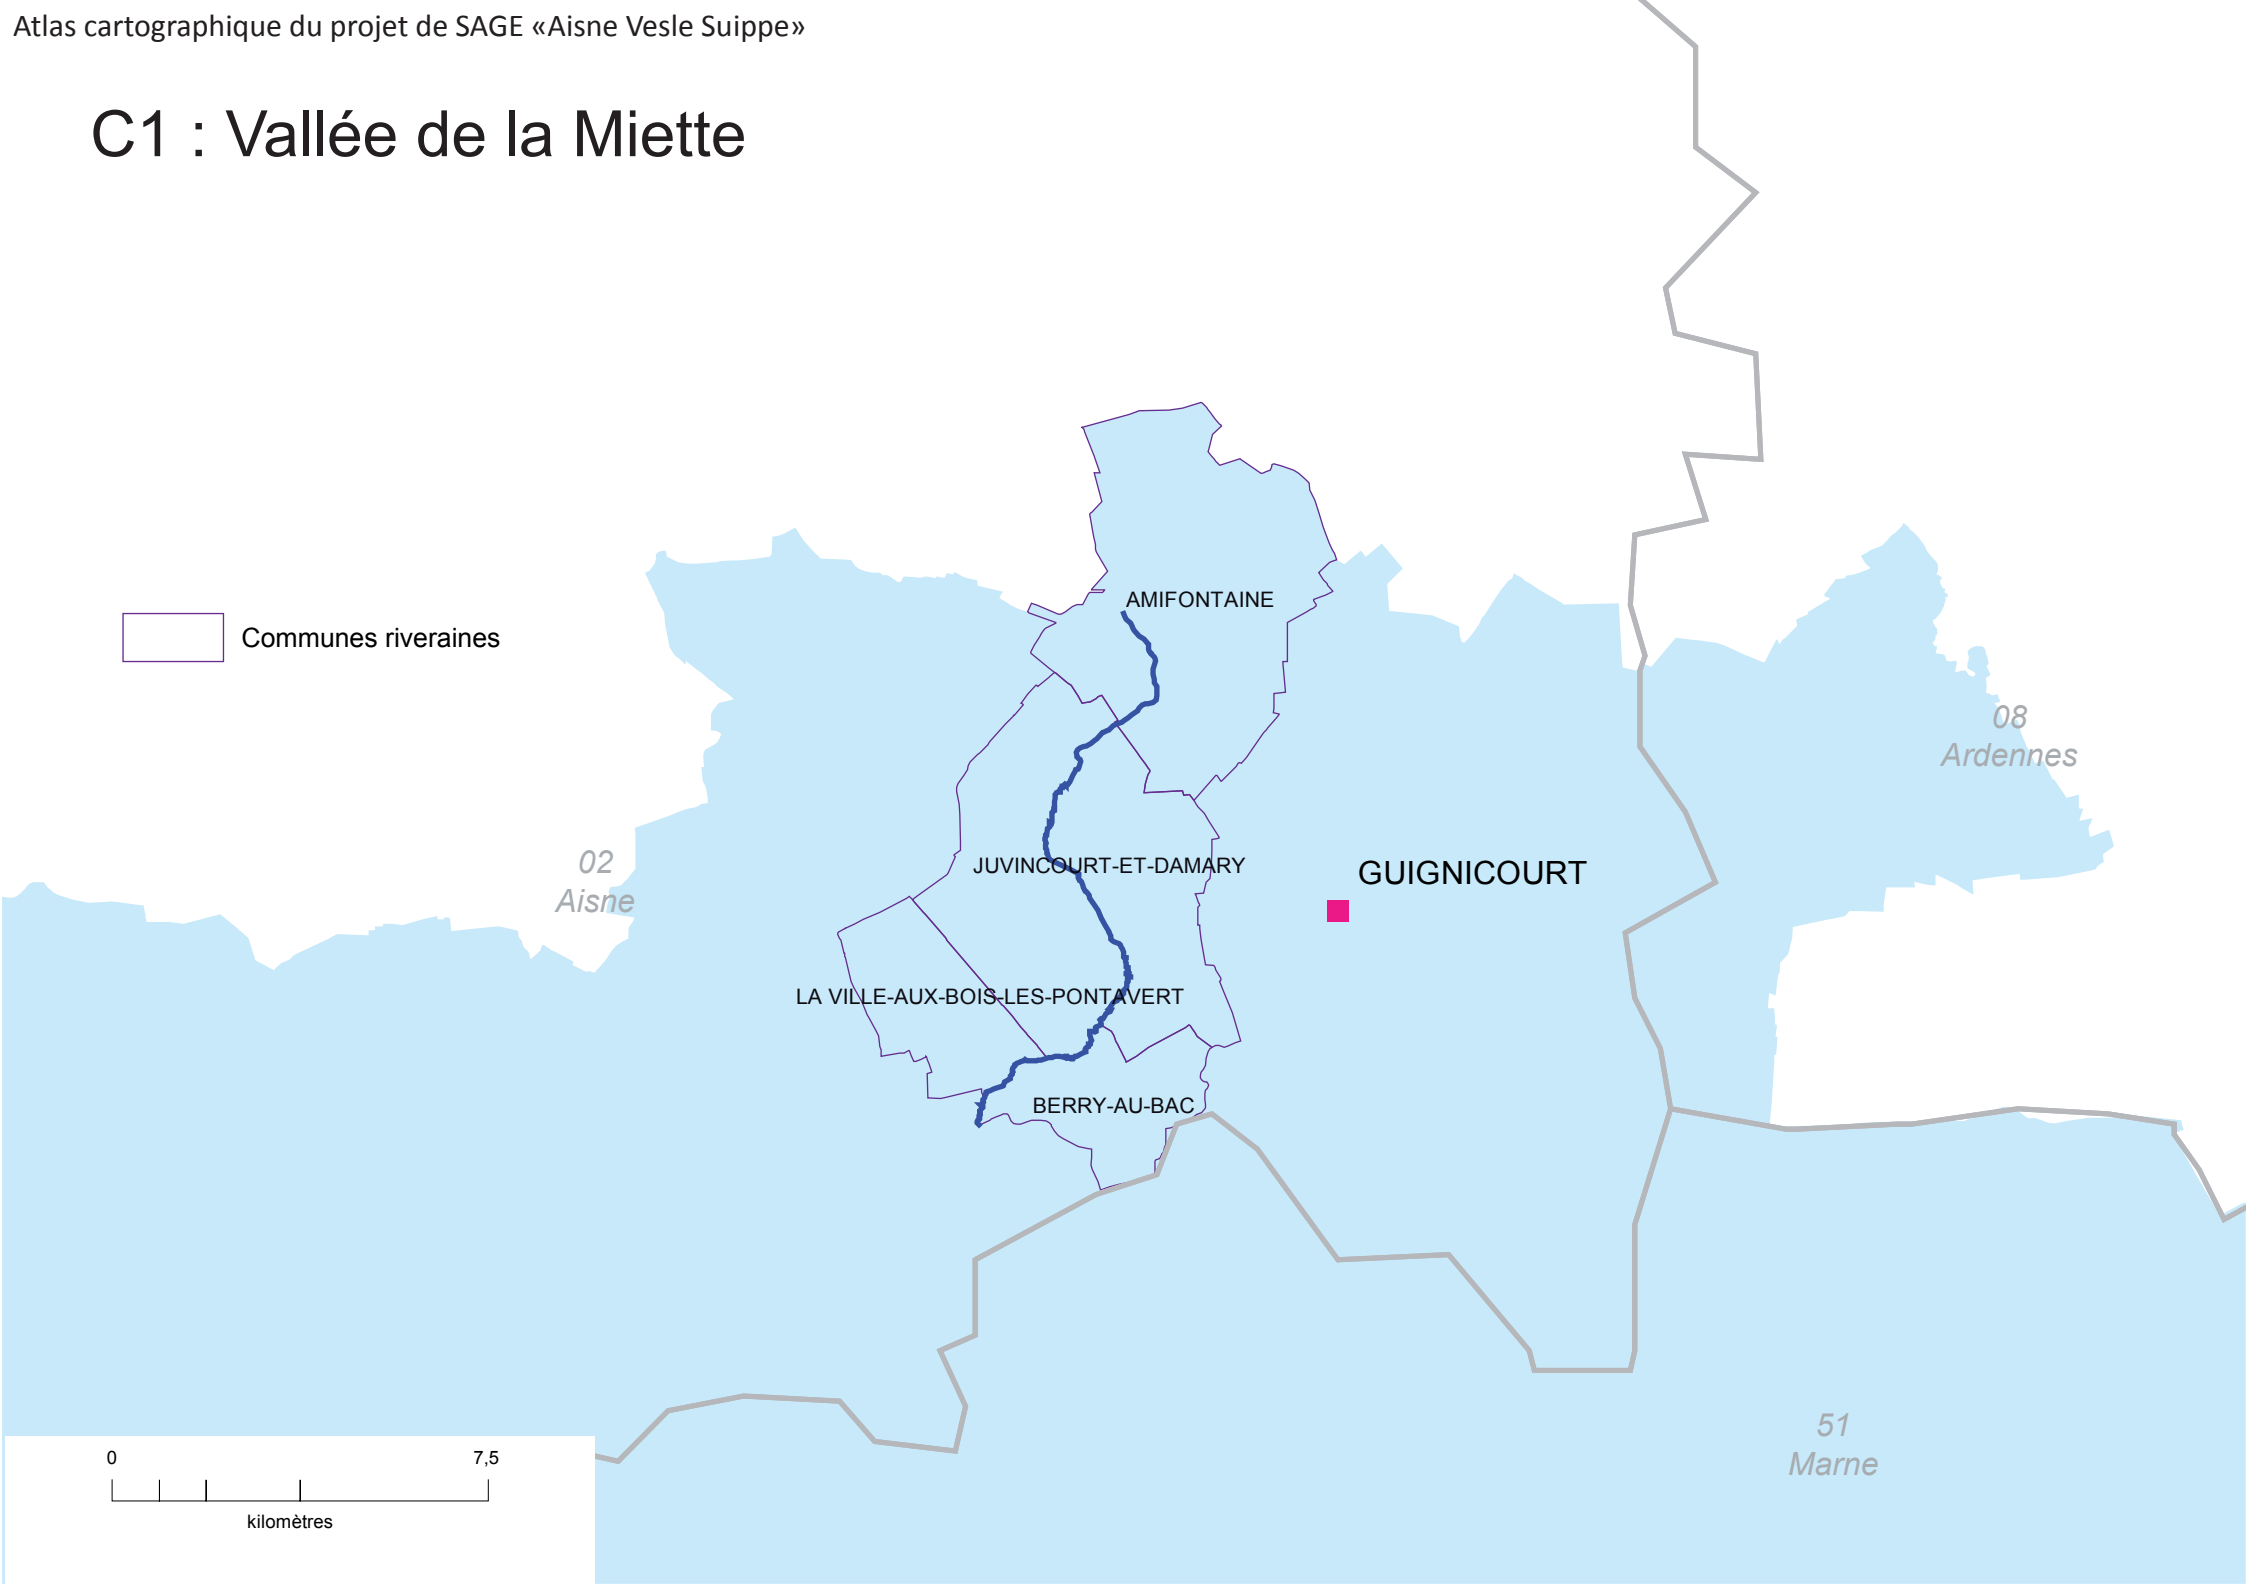 Atlas cartographique du projet de SAGE «Aisne Vesle Suippe»
C1 : Vallée de la Miette
AMIFONTAINE
Communes riveraines
08
Ardennes
02
Aisne
JUVINCOURT-ET-DAMARY
GUIGNICOURT
LA VILLE-AUX-BOIS-LES-PONTAVERT
BERRY-AU-BAC
51
Marne
0 7,5
kilomètres